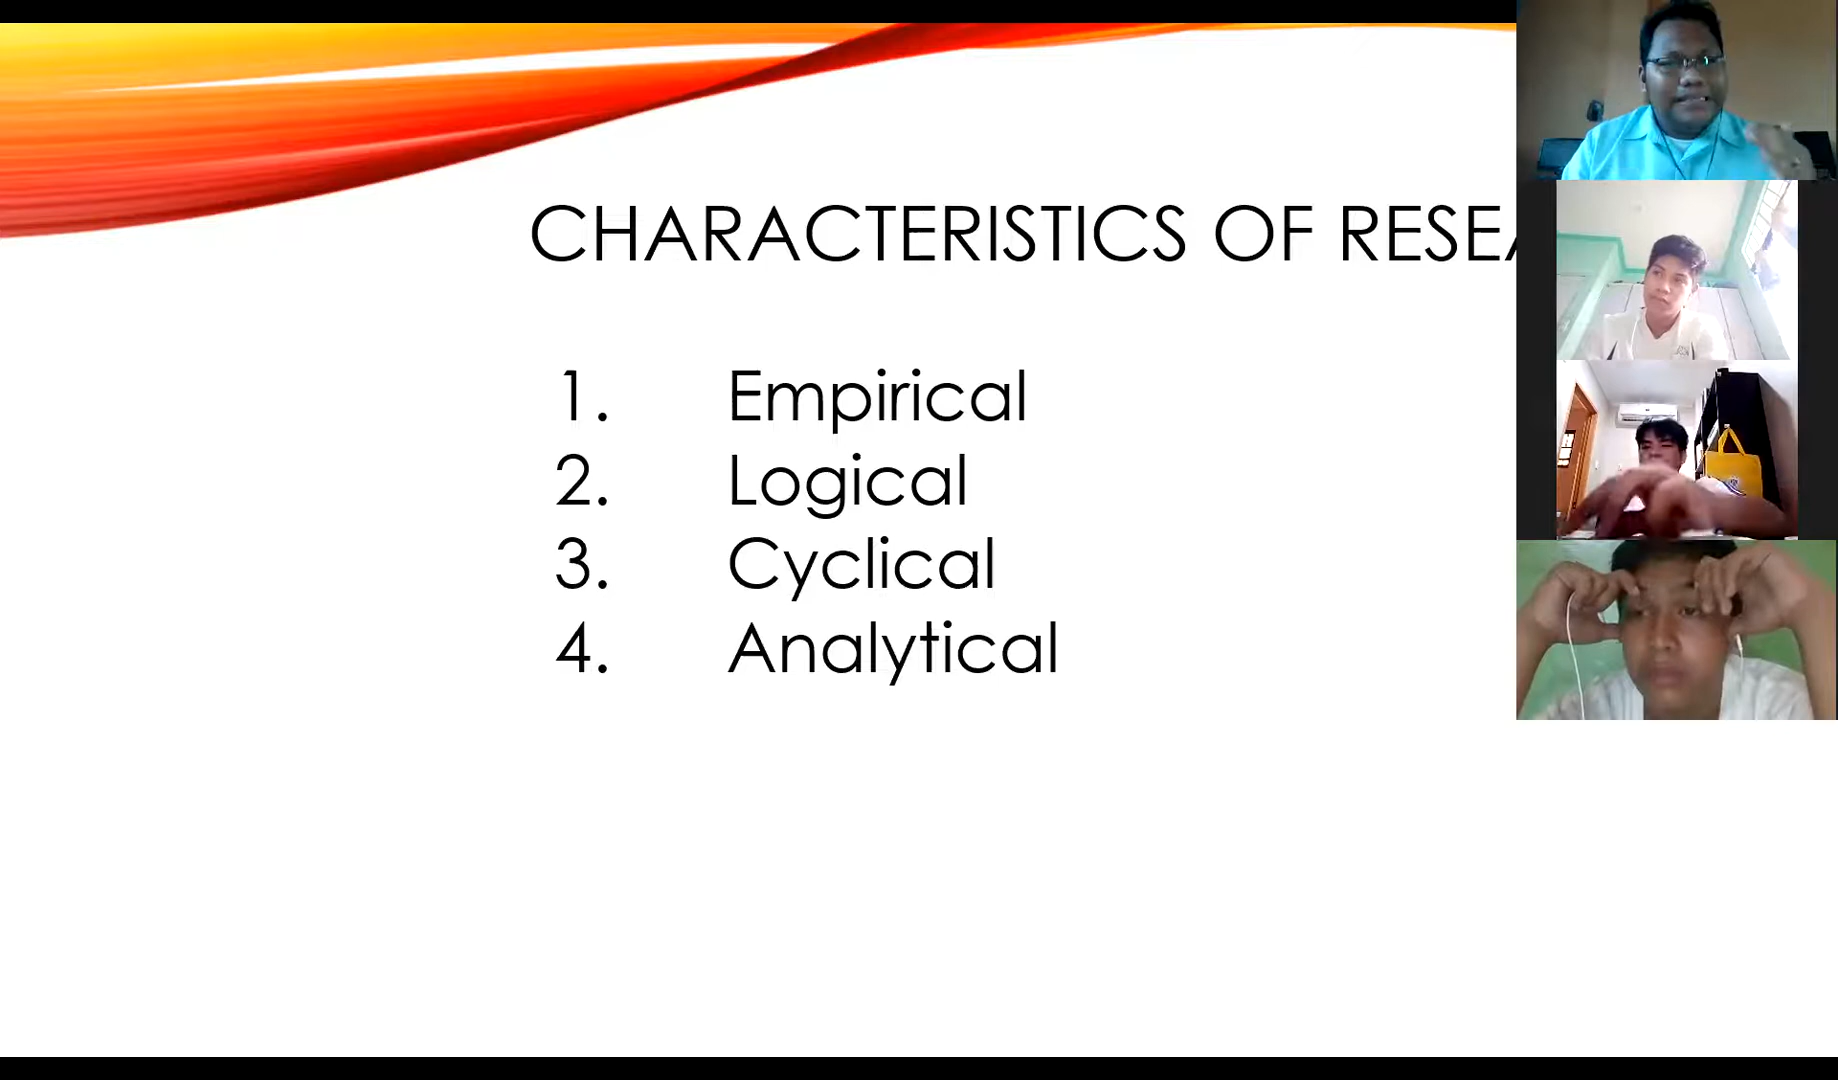 CHARACTERISTICS OF RESEA
1. Empirical
2. Logical
3. Cyclical
4. Analytical